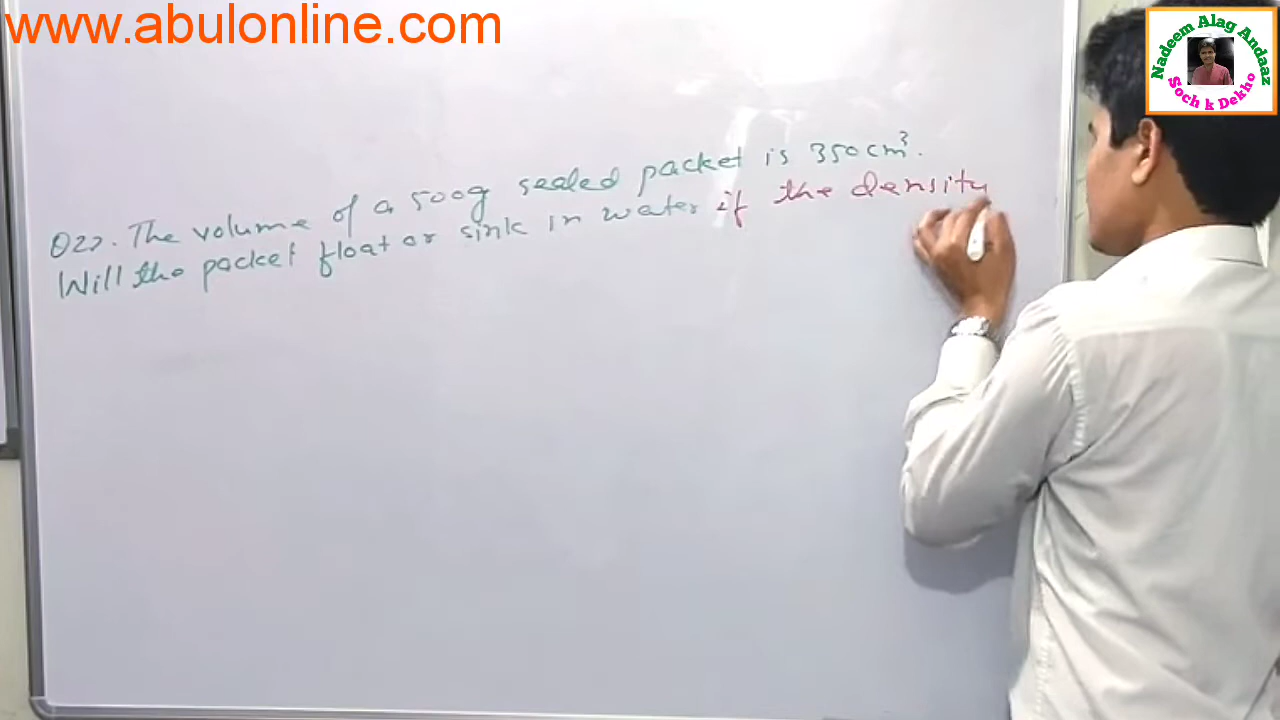 www.abulonline.com
Nadeem Alag Andaaz
Soch k Dekho
Q22. The volume of a 500g sealed packet is 350cm³.
Will the packet float or sink in water if the density